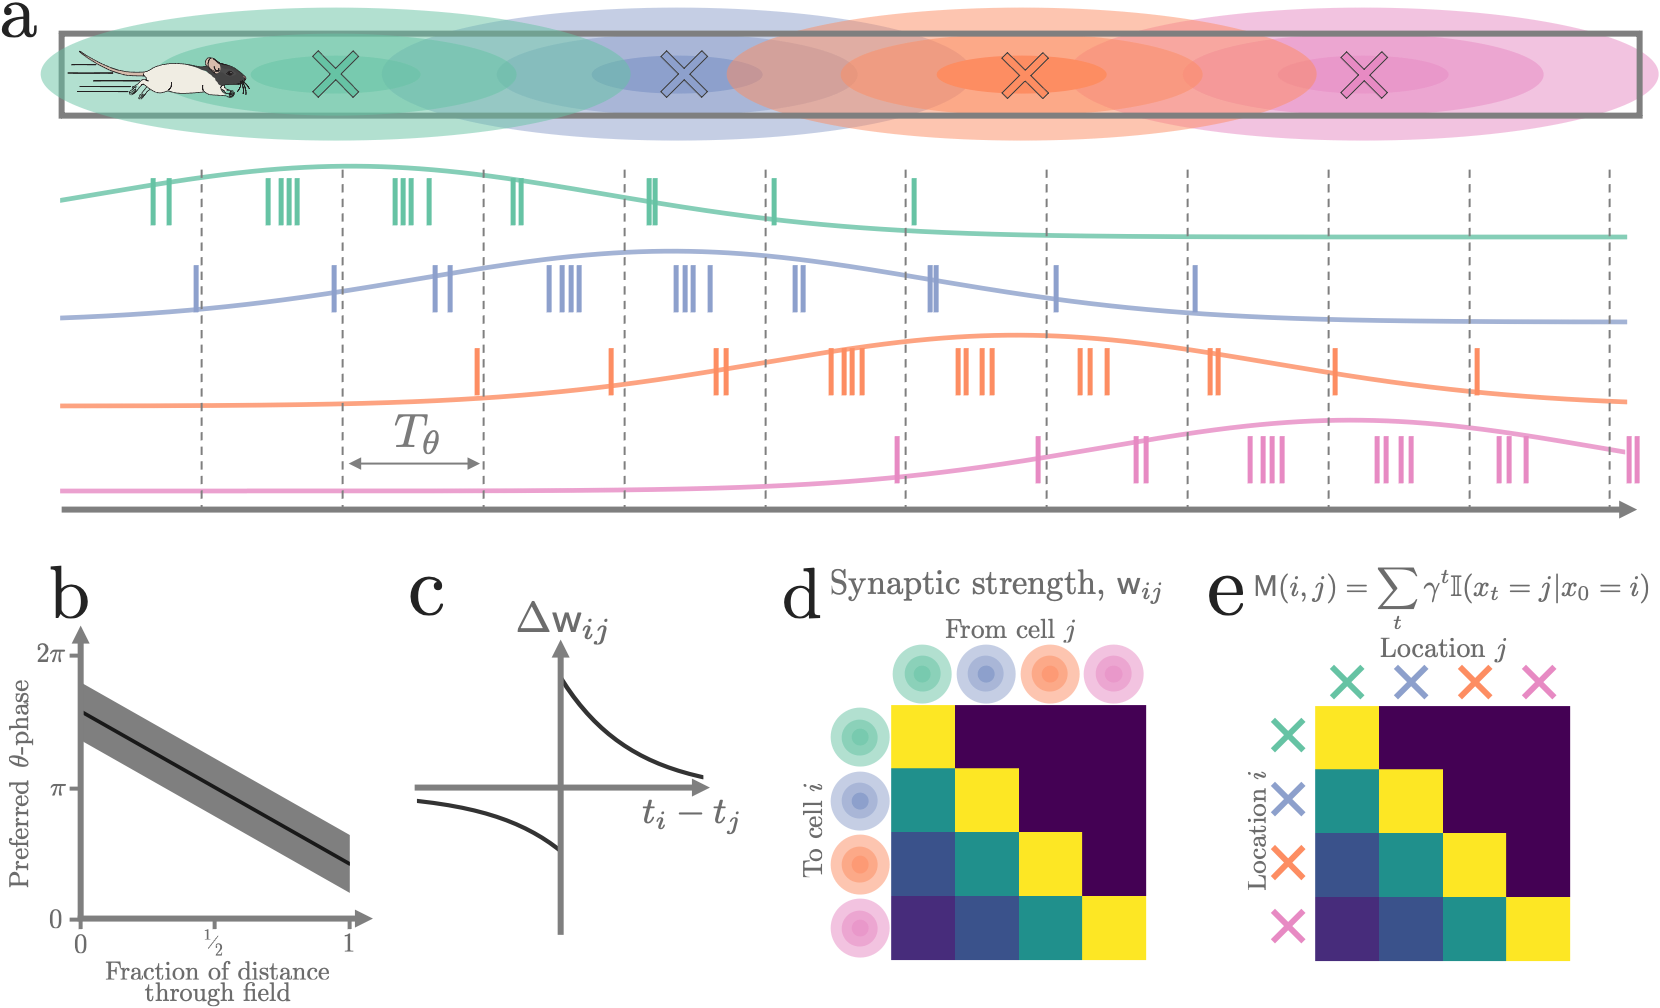 a
T_θ
b
2π
π
0
0
1/2
1
Preferred θ-phase
Fraction of distance
through field
c
Δw_ij
t_i − t_j
d
Synaptic strength, w_ij
From cell j
To cell i
e
M(i, j) = ∑_t γ^t 𝕀(x_t = j|x_0 = i)
Location j
Location i